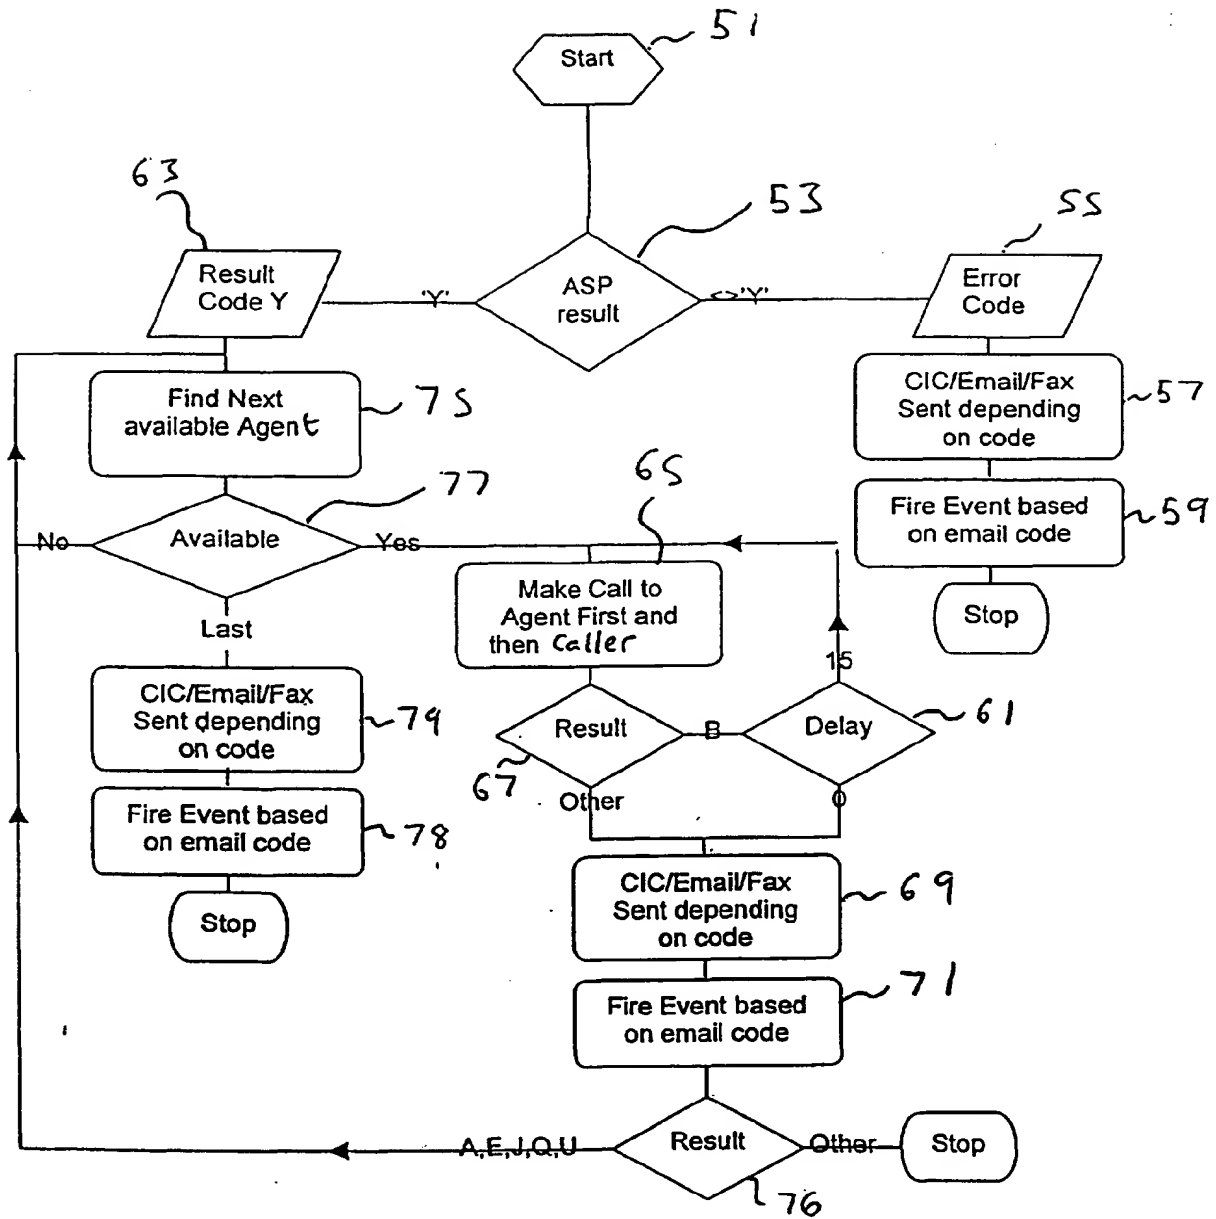 51
Start
63
53
55
Result
Code Y
'Y'
ASP
result
<>'Y'
Error
Code
Find Next
available Agent
75
CIC/Email/Fax
Sent depending
on code
57
77
65
No
Available
Yes
Fire Event based
on email code
59
Make Call to
Agent First and
then Caller
Stop
Last
15
CIC/Email/Fax
Sent depending
on code
79
Result
B
Delay
61
67
Other
0
Fire Event based
on email code
78
CIC/Email/Fax
Sent depending
on code
69
Stop
Fire Event based
on email code
71
A,E,J,Q,U
Result
Other
Stop
76